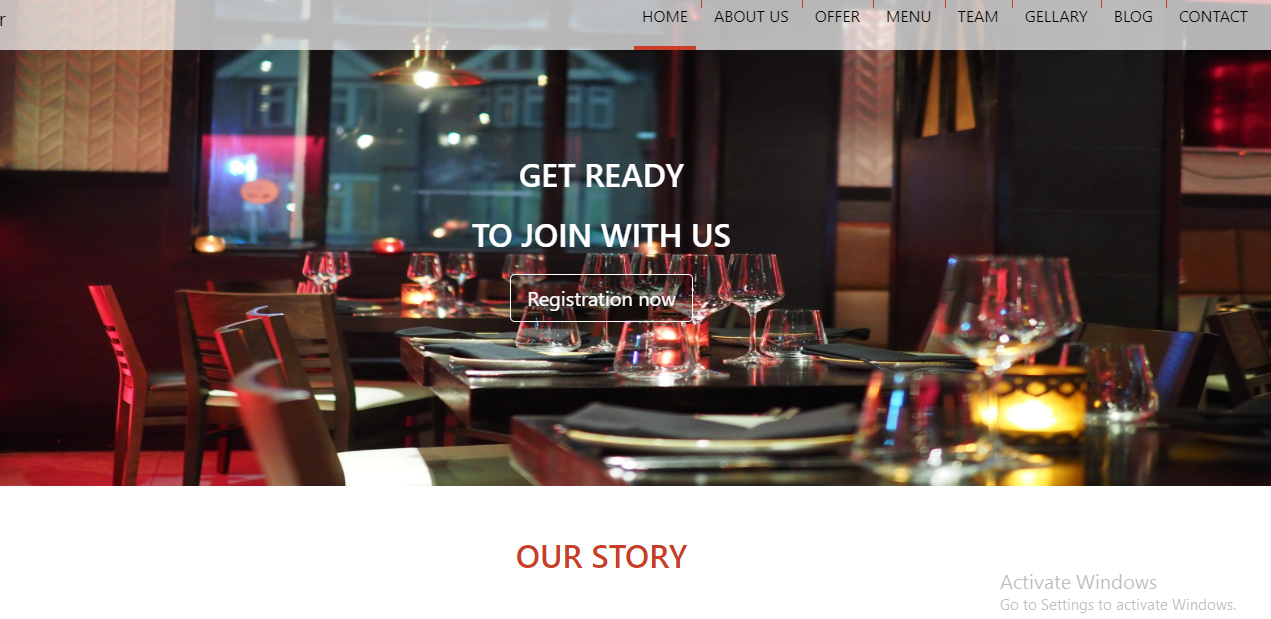 r
HOME ABOUT US OFFER MENU TEAM GELLARY BLOG CONTACT
GET READY
TO JOIN WITH US
Registration now
OUR STORY
Activate Windows
Go to Settings to activate Windows.